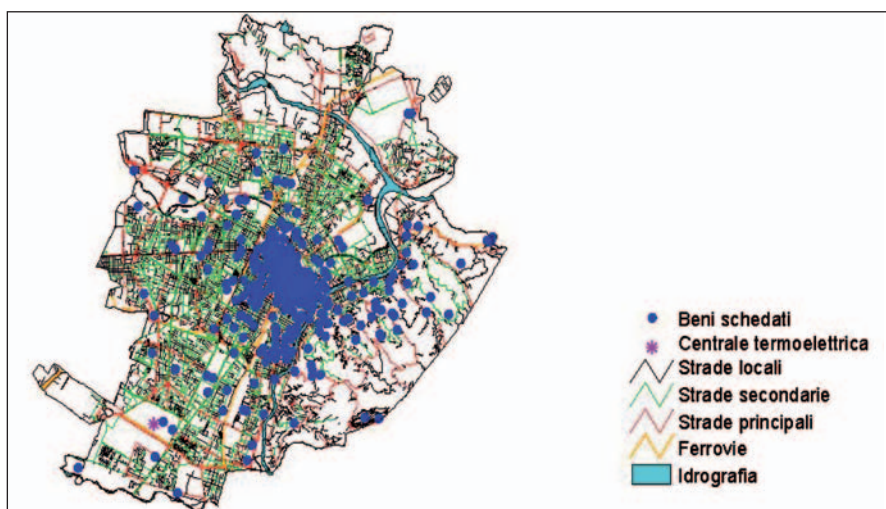 Beni schedati
Centrale termoelettrica
Strade locali
Strade secondarie
Strade principali
Ferrovie
Idrografia